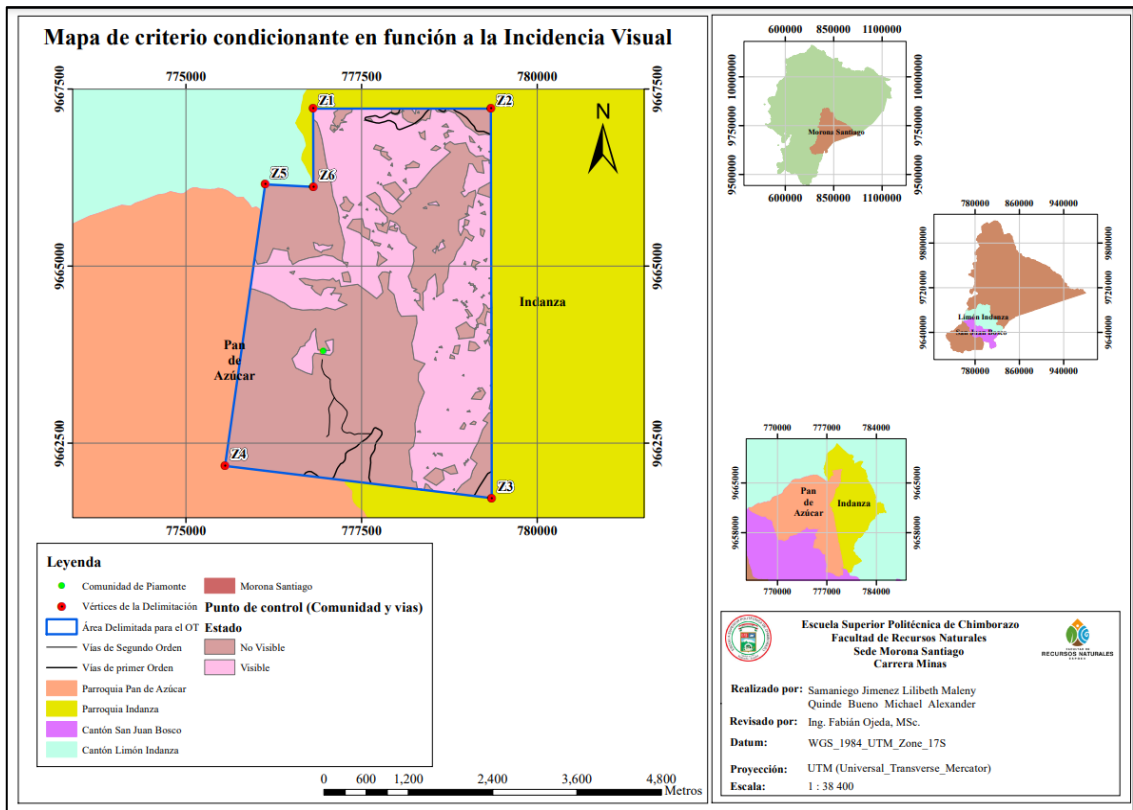 Mapa de criterio condicionante en función a la Incidencia Visual
775000
777500
780000
9667500
9667500
9665000
9665000
9662500
9662500
775000
777500
780000
Z1
Z2
Z5
Z6
Z4
Z3
N
Indanza
Pan
de
Azúcar
Leyenda
Comunidad de Piamonte
Vértices de la Delimitación
Área Delimitada para el OT
Vías de Segundo Orden
Vías de primer Orden
Parroquia Pan de Azúcar
Parroquia Indanza
Cantón San Juan Bosco
Cantón Limón Indanza
Morona Santiago
Punto de control (Comunidad y vias)
Estado
No Visible
Visible
0 600 1,200 2,400 3,600 4,800
Metros
600000 850000 1100000
10000000
10000000
9750000
9750000
9500000
9500000
Morona Santiago
600000 850000 1100000
780000 860000 940000
9800000
9800000
9720000
9720000
9640000
9640000
Limón Indanza
San Juan Bosco
780000 860000 940000
770000 777000 784000
9665000
9665000
9658000
9658000
Pan
de
Azúcar
Indanza
770000 777000 784000
Escuela Superior Politécnica de Chimborazo
Facultad de Recursos Naturales
Sede Morona Santiago
Carrera Minas
RECURSOS NATURALES
Realizado por: Samaniego Jimenez Lilibeth Maleny
Quinde Bueno Michael Alexander
Revisado por: Ing. Fabián Ojeda, MSc.
Datum: WGS_1984_UTM_Zone_17S
Proyección: UTM (Universal_Transverse_Mercator)
Escala: 1 : 38 400